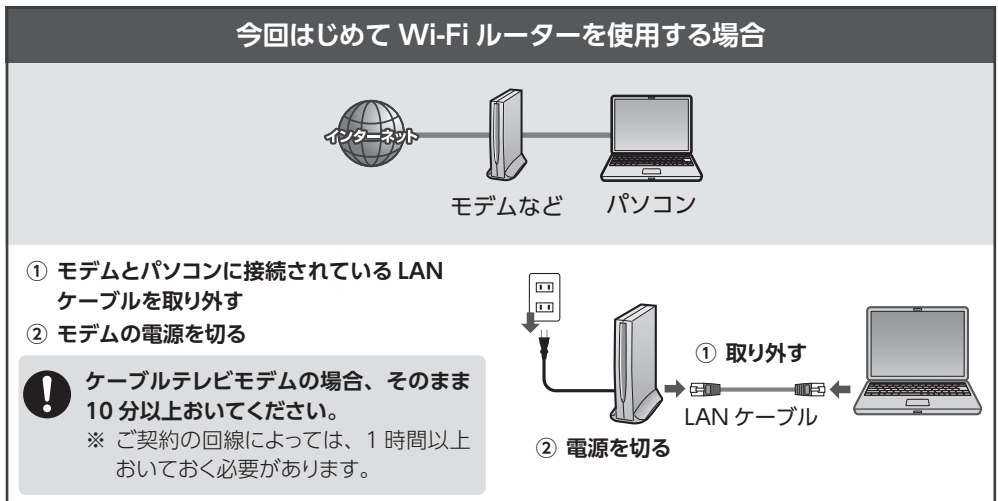 今回はじめて Wi-Fi ルーターを使用する場合
インターネット
モデムなど
パソコン
① モデムとパソコンに接続されている LAN
ケーブルを取り外す
② モデムの電源を切る
ケーブルテレビモデムの場合、そのまま
10 分以上おいてください。
※ ご契約の回線によっては、1 時間以上
おいておく必要があります。
① 取り外す
LAN ケーブル
② 電源を切る